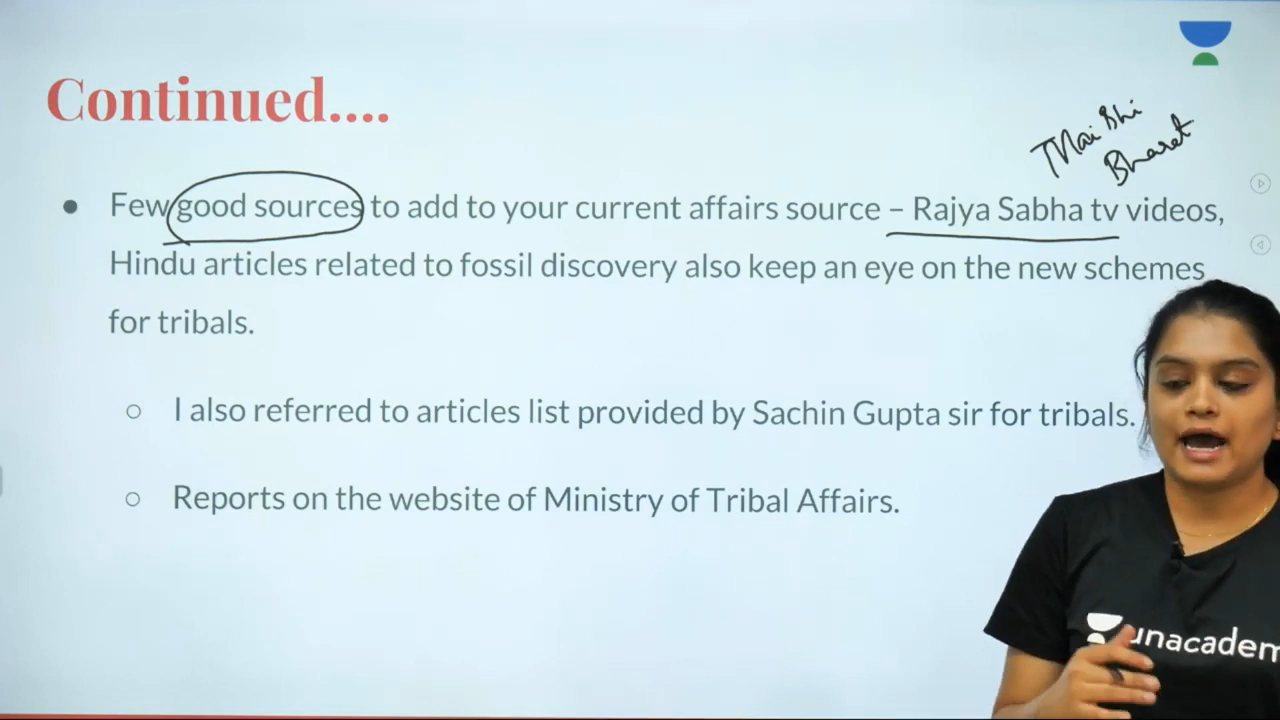 Continued....
Mai Bhi
Bharat
• Few good sources to add to your current affairs source – Rajya Sabha tv videos,
Hindu articles related to fossil discovery also keep an eye on the new schemes
for tribals.
○ I also referred to articles list provided by Sachin Gupta sir for tribals.
○ Reports on the website of Ministry of Tribal Affairs.
unacadem